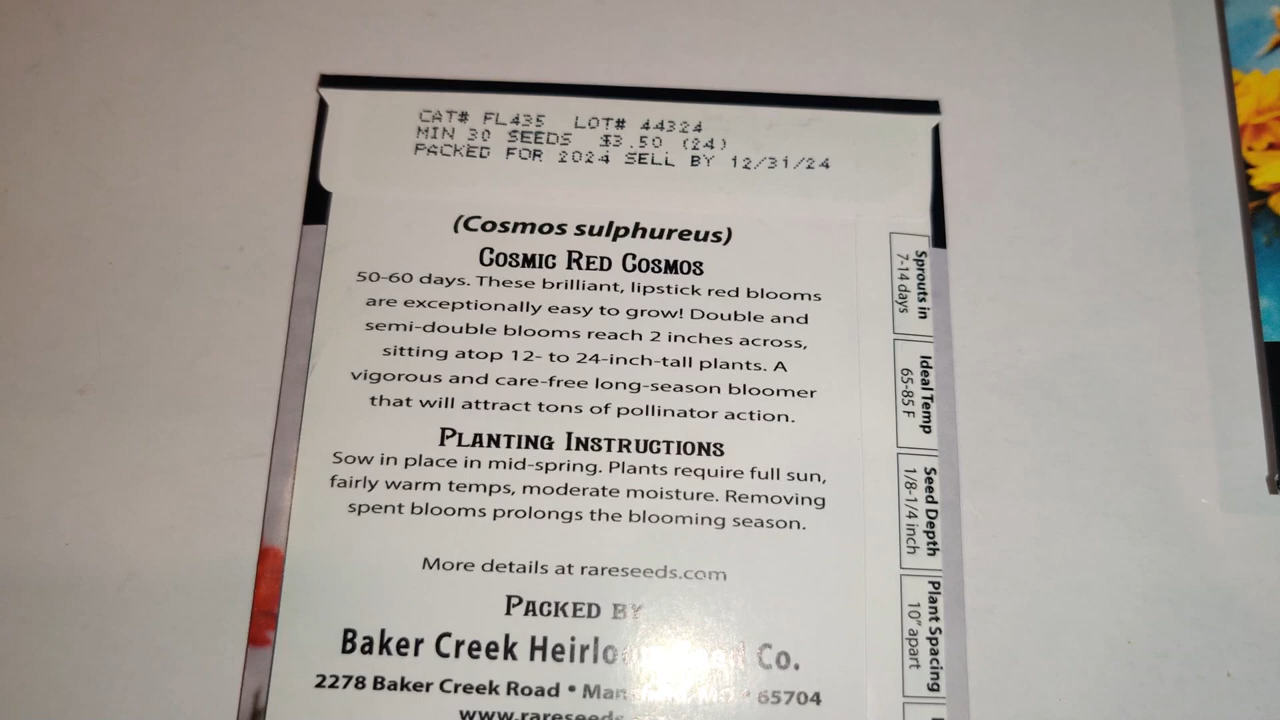 CAT# FL435 LOT# 44324
MIN 30 SEEDS $3.50 (24)
PACKED FOR 2024 SELL BY 12/31/24
(Cosmos sulphureus)
COSMIC RED COSMOS
50-60 days. These brilliant, lipstick red blooms
are exceptionally easy to grow! Double and
semi-double blooms reach 2 inches across,
sitting atop 12- to 24-inch-tall plants. A
vigorous and care-free long-season bloomer
that will attract tons of pollinator action.
PLANTING INSTRUCTIONS
Sow in place in mid-spring. Plants require full sun,
fairly warm temps, moderate moisture. Removing
spent blooms prolongs the blooming season.
More details at rareseeds.com
PACKED BY
Baker Creek Co.
2278 Baker Creek Road • 65704
Sprouts in
7-14 days
Ideal Temp
65-85 F
Seed Depth
1/8-1/4 inch
Plant Spacing
10" apart